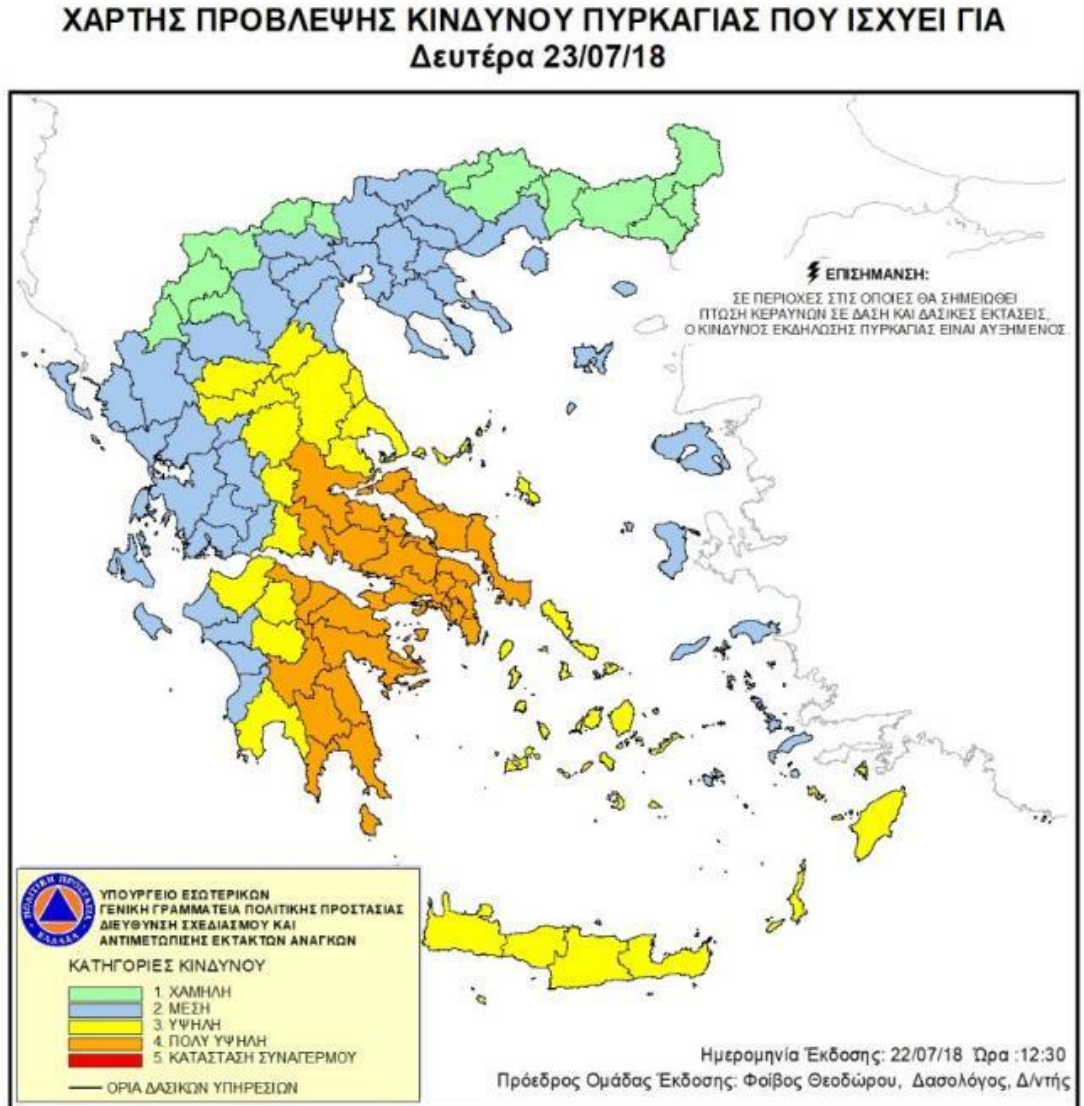 ΧΑΡΤΗΣ ΠΡΟΒΛΕΨΗΣ ΚΙΝΔΥΝΟΥ ΠΥΡΚΑΓΙΑΣ ΠΟΥ ΙΣΧΥΕΙ ΓΙΑ
Δευτέρα 23/07/18
ΕΠΙΣΗΜΑΝΣΗ:
ΣΕ ΠΕΡΙΟΧΕΣ ΣΤΙΣ ΟΠΟΙΕΣ ΘΑ ΣΗΜΕΙΩΘΕΙ
ΠΤΩΣΗ ΚΕΡΑΥΝΩΝ ΣΕ ΔΑΣΗ ΚΑΙ ΔΑΣΙΚΕΣ ΕΚΤΑΣΕΙΣ,
Ο ΚΙΝΔΥΝΟΣ ΕΚΔΗΛΩΣΗΣ ΠΥΡΚΑΓΙΑΣ ΕΙΝΑΙ ΑΥΞΗΜΕΝΟΣ
ΠΟΛΙΤΙΚΗ ΠΡΟΣΤΑΣΙΑ
ΕΛΛΑΔΑ
ΥΠΟΥΡΓΕΙΟ ΕΣΩΤΕΡΙΚΩΝ
ΓΕΝΙΚΗ ΓΡΑΜΜΑΤΕΙΑ ΠΟΛΙΤΙΚΗΣ ΠΡΟΣΤΑΣΙΑΣ
ΔΙΕΥΘΥΝΣΗ ΣΧΕΔΙΑΣΜΟΥ ΚΑΙ
ΑΝΤΙΜΕΤΩΠΙΣΗΣ ΕΚΤΑΚΤΩΝ ΑΝΑΓΚΩΝ
ΚΑΤΗΓΟΡΙΕΣ ΚΙΝΔΥΝΟΥ
1. ΧΑΜΗΛΗ
2. ΜΕΣΗ
3. ΥΨΗΛΗ
4. ΠΟΛΥ ΥΨΗΛΗ
5. ΚΑΤΑΣΤΑΣΗ ΣΥΝΑΓΕΡΜΟΥ
ΟΡΙΑ ΔΑΣΙΚΩΝ ΥΠΗΡΕΣΙΩΝ
Ημερομηνία Έκδοσης: 22/07/18 Ώρα :12:30
Πρόεδρος Ομάδας Έκδοσης: Φοίβος Θεοδώρου, Δασολόγος, Δ/ντής